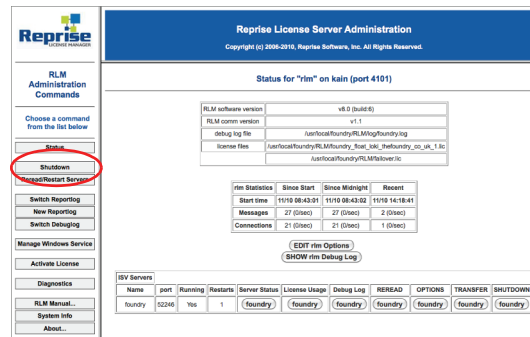 Reprise
LICENSE MANAGER
Reprise License Server Administration
Copyright (c) 2006-2010, Reprise Software, Inc. All Rights Reserved.
RLM
Administration
Commands
Choose a command
from the list below
Status
Shutdown
Reread/Restart Servers
Switch Reportlog
New Reportlog
Switch Debuglog
Manage Windows Service
Activate License
Diagnostics
RLM Manual...
System Info
About...
Status for "rlm" on kain (port 4101)
RLM software version v8.0 (build:6)
RLM comm version v1.1
debug log file /usr/local/foundry/RLM/log/foundry.log
license files /usr/local/foundry/RLM/foundry_float_loki_thefoundry_co_uk_1.lic
/usr/local/foundry/RLM/failover.lic
rlm Statistics Since Start Since Midnight Recent
Start time 11/10 08:43:01 11/10 08:43:02 11/10 14:18:41
Messages 27 (0/sec) 27 (0/sec) 2 (0/sec)
Connections 21 (0/sec) 21 (0/sec) 1 (0/sec)
EDIT rlm Options
SHOW rlm Debug Log
ISV Servers
Name port Running Restarts Server Status License Usage Debug Log REREAD OPTIONS TRANSFER SHUTDOWN
foundry 52246 Yes 1 foundry foundry foundry foundry foundry foundry foundry